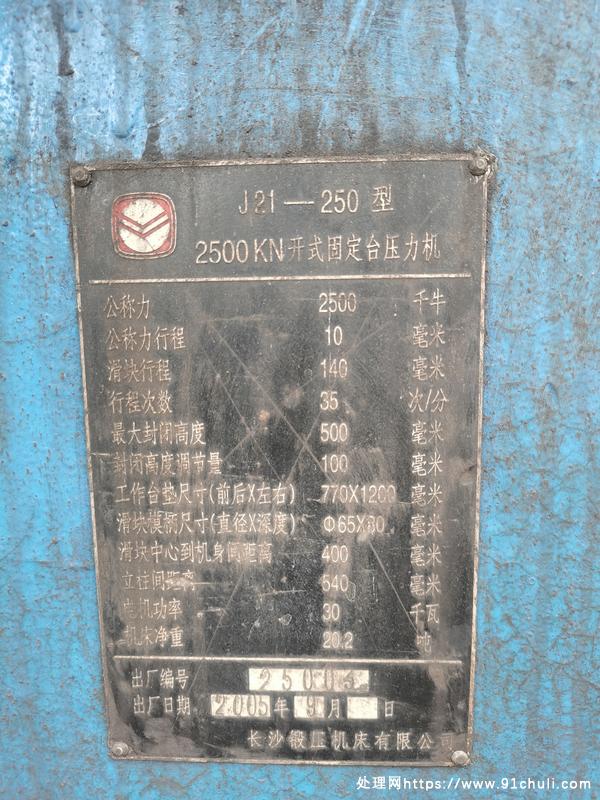 J21—250 型
2500KN开式固定台压力机
公称力 2500 千牛
公称力行程 10 毫米
滑块行程 140 毫米
行程次数 35 次/分
最大封闭高度 500 毫米
封闭高度调节量 100 毫米
工作台垫尺寸(前后X左右) 770X1200 毫米
滑块模柄尺寸(直径X深度) Φ65X80 毫米
滑块中心到机身间距离 400 毫米
立柱间距离 540 毫米
电机功率 30 千瓦
机床净重 20.2 吨
出厂编号
出厂日期 2005年9月 日
长沙锻压机床有限公司
处理网https://www.91chuli.com